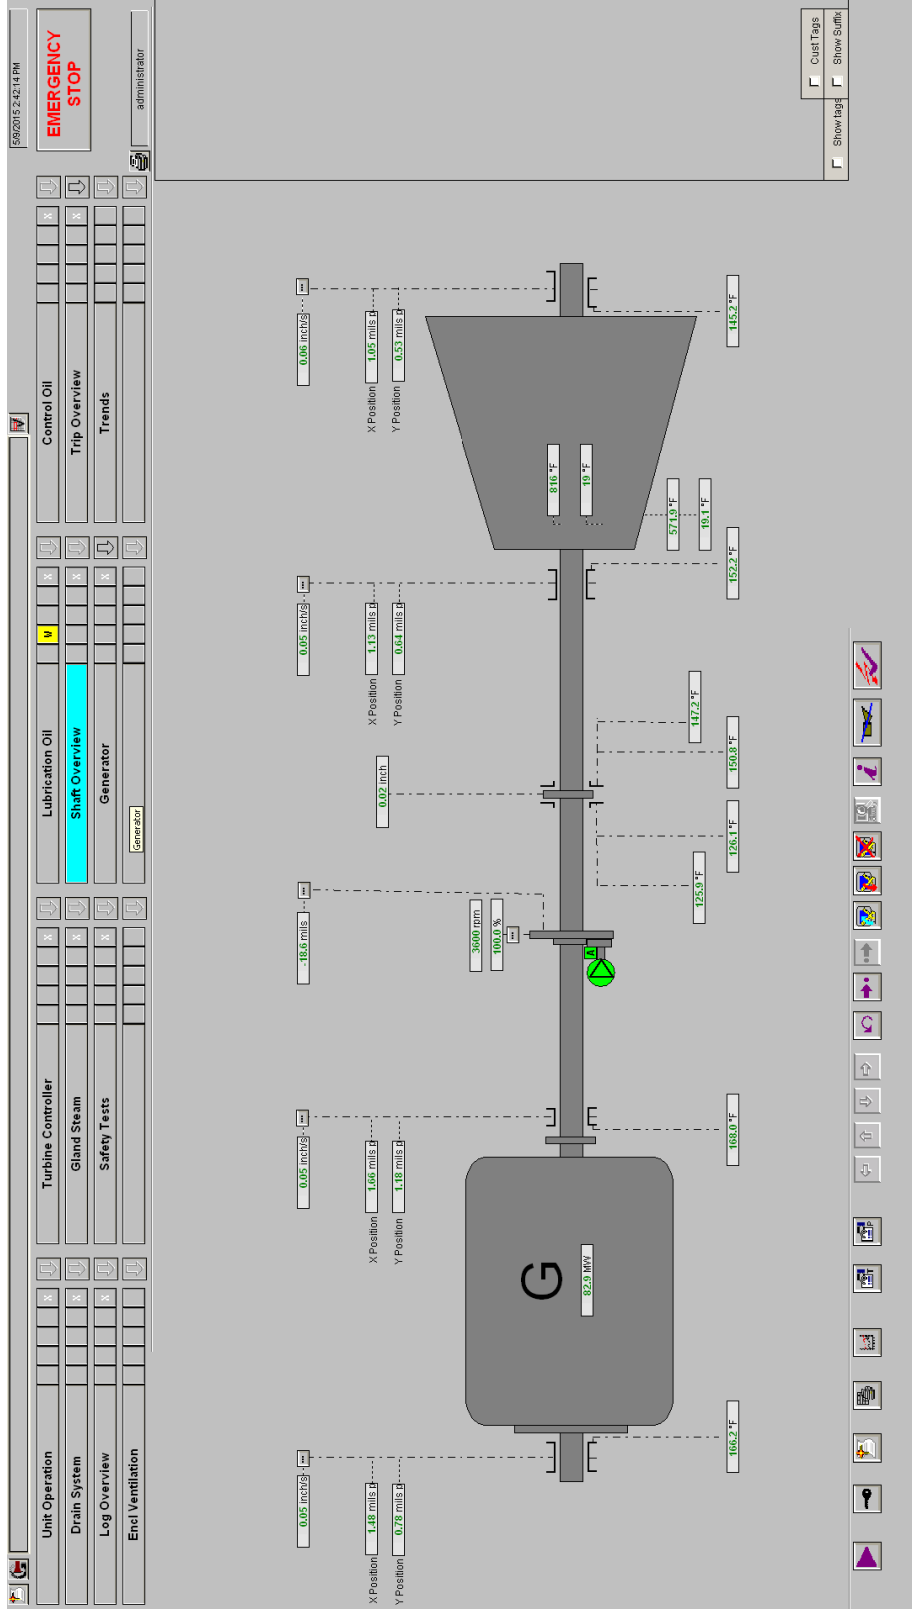 5/9/2015 2:42:14 PM
Unit Operation X
Turbine Controller
Lubrication Oil W X
Control Oil X
EMERGENCY
STOP
Drain System X
Gland Steam
Shaft Overview
Trip Overview X
Log Overview X
Safety Tests
Generator X
Trends
Encl Ventilation
Generator
administrator
0.05 inch/s
0.05 inch/s
-18.6 mils
0.05 inch/s
0.06 inch/s
X Position 1.48 mils p
X Position 1.66 mils p
0.02 inch
X Position 1.13 mils p
X Position 1.05 mils p
Y Position 0.78 mils p
Y Position 1.18 mils p
Y Position 0.64 mils p
Y Position 0.53 mils p
3600 rpm
100.0 %
A
G
82.9 MW
816 °F
19 °F
571.9 °F
19.1 °F
125.9 °F
147.2 °F
166.2 °F
168.0 °F
126.1 °F
150.8 °F
152.2 °F
145.2 °F
Cust Tags
Show tags
Show Suffix